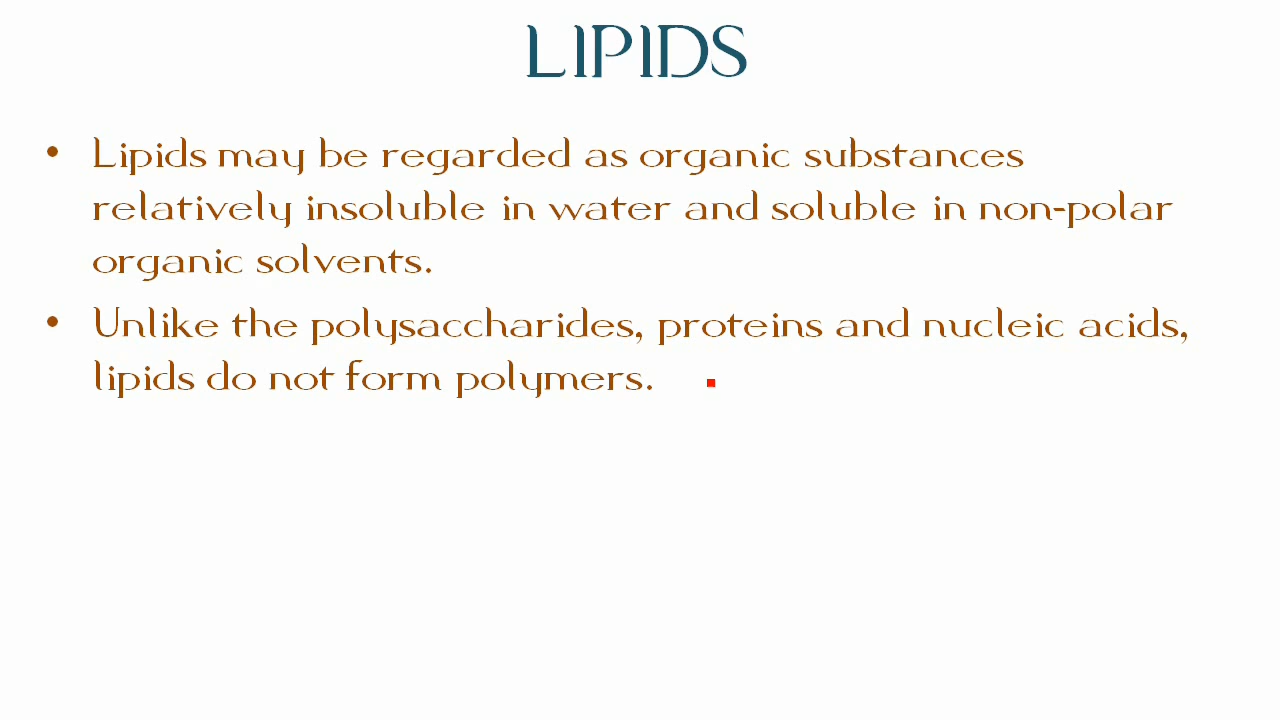 LIPIDS
• Lipids may be regarded as organic substances
relatively insoluble in water and soluble in non-polar
organic solvents.
• Unlike the polysaccharides, proteins and nucleic acids,
lipids do not form polymers.